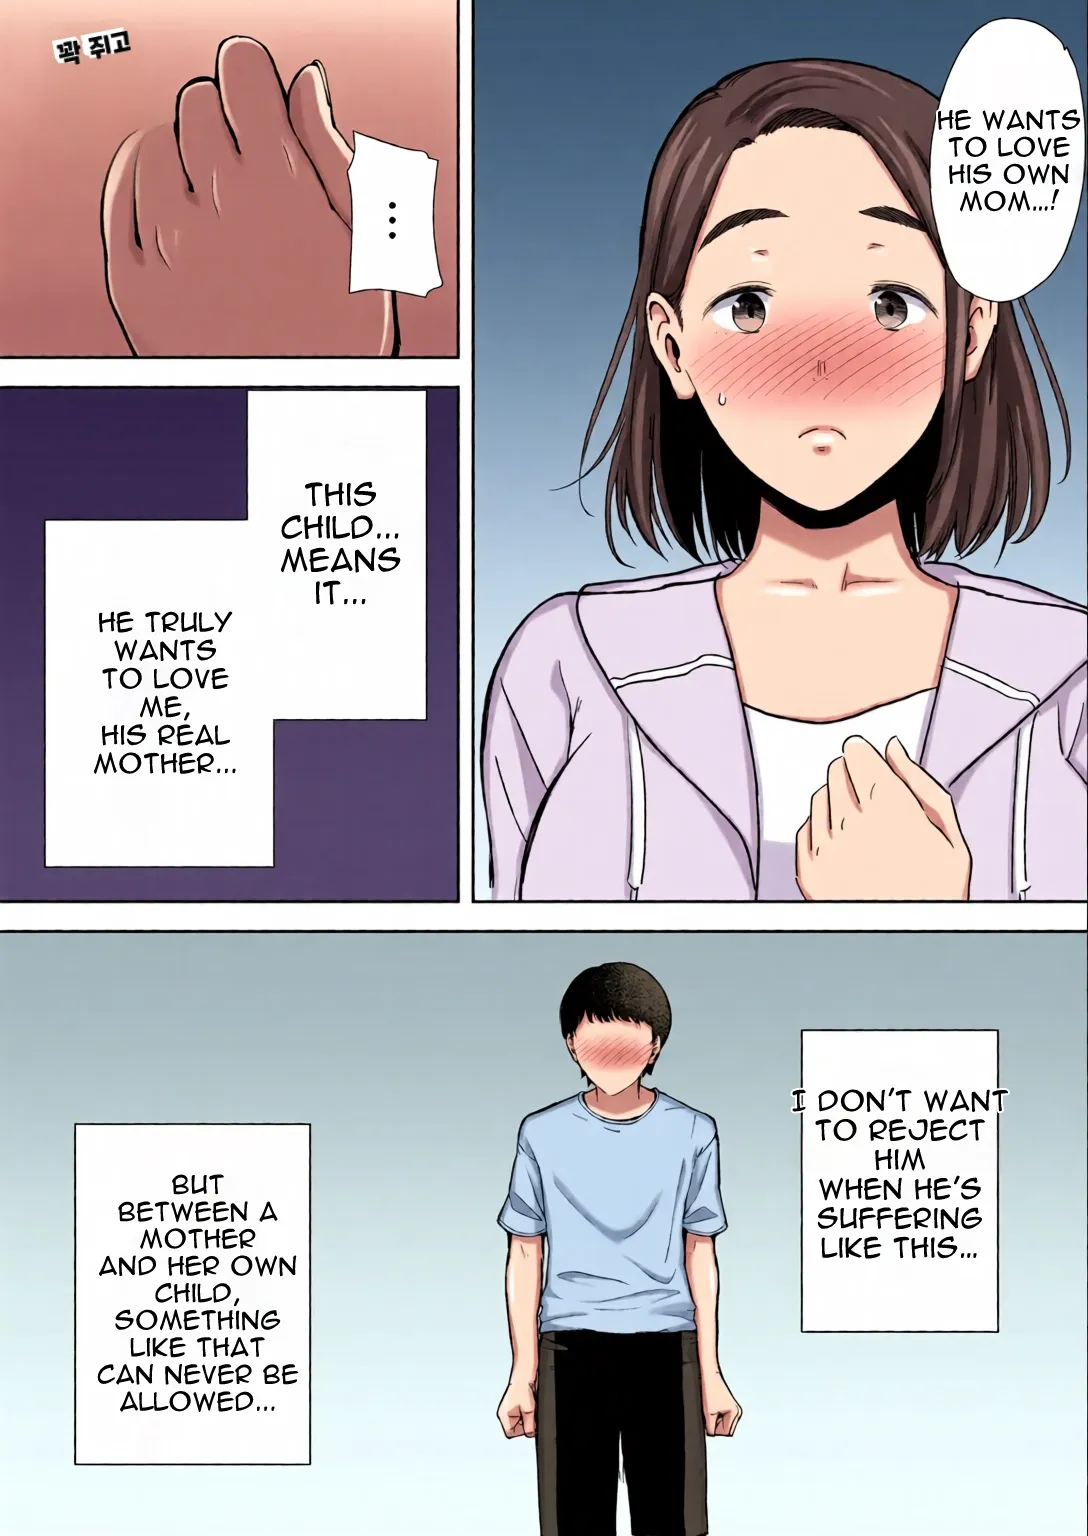 HE WANTS
TO LOVE
HIS OWN
MOM...!
꽉 쥐고
...
THIS
CHILD...
MEANS
IT...
HE TRULY
WANTS
TO LOVE
ME,
HIS REAL
MOTHER...
I DON'T WANT
TO REJECT
HIM
WHEN HE'S
SUFFERING
LIKE THIS...
BUT
BETWEEN A
MOTHER
AND HER OWN
CHILD,
SOMETHING
LIKE THAT
CAN NEVER BE
ALLOWED...